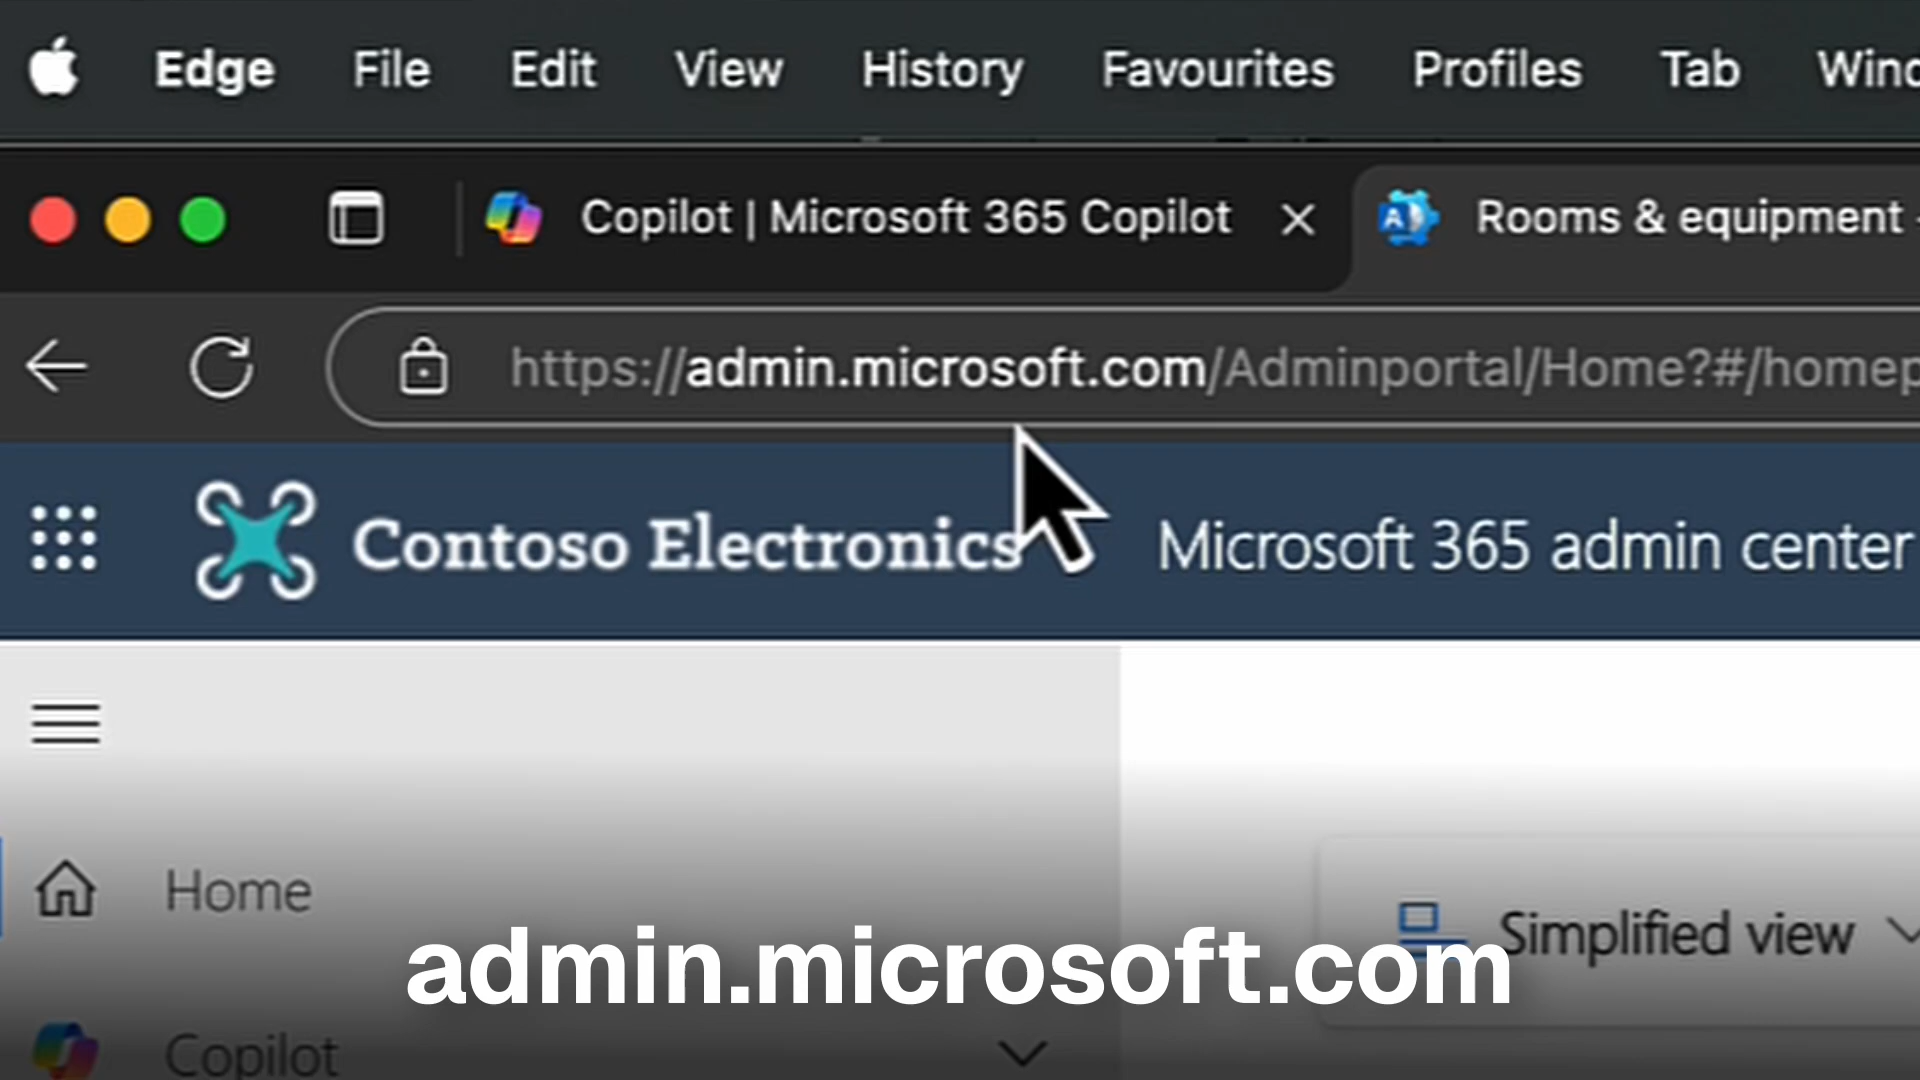 Edge File Edit View History Favourites Profiles Tab
Copilot | Microsoft 365 Copilot Rooms & equipment -
https://admin.microsoft.com/Adminportal/Home?#/homep
Contoso Electronics Microsoft 365 admin center
Home
Simplified view
admin.microsoft.com
Copilot